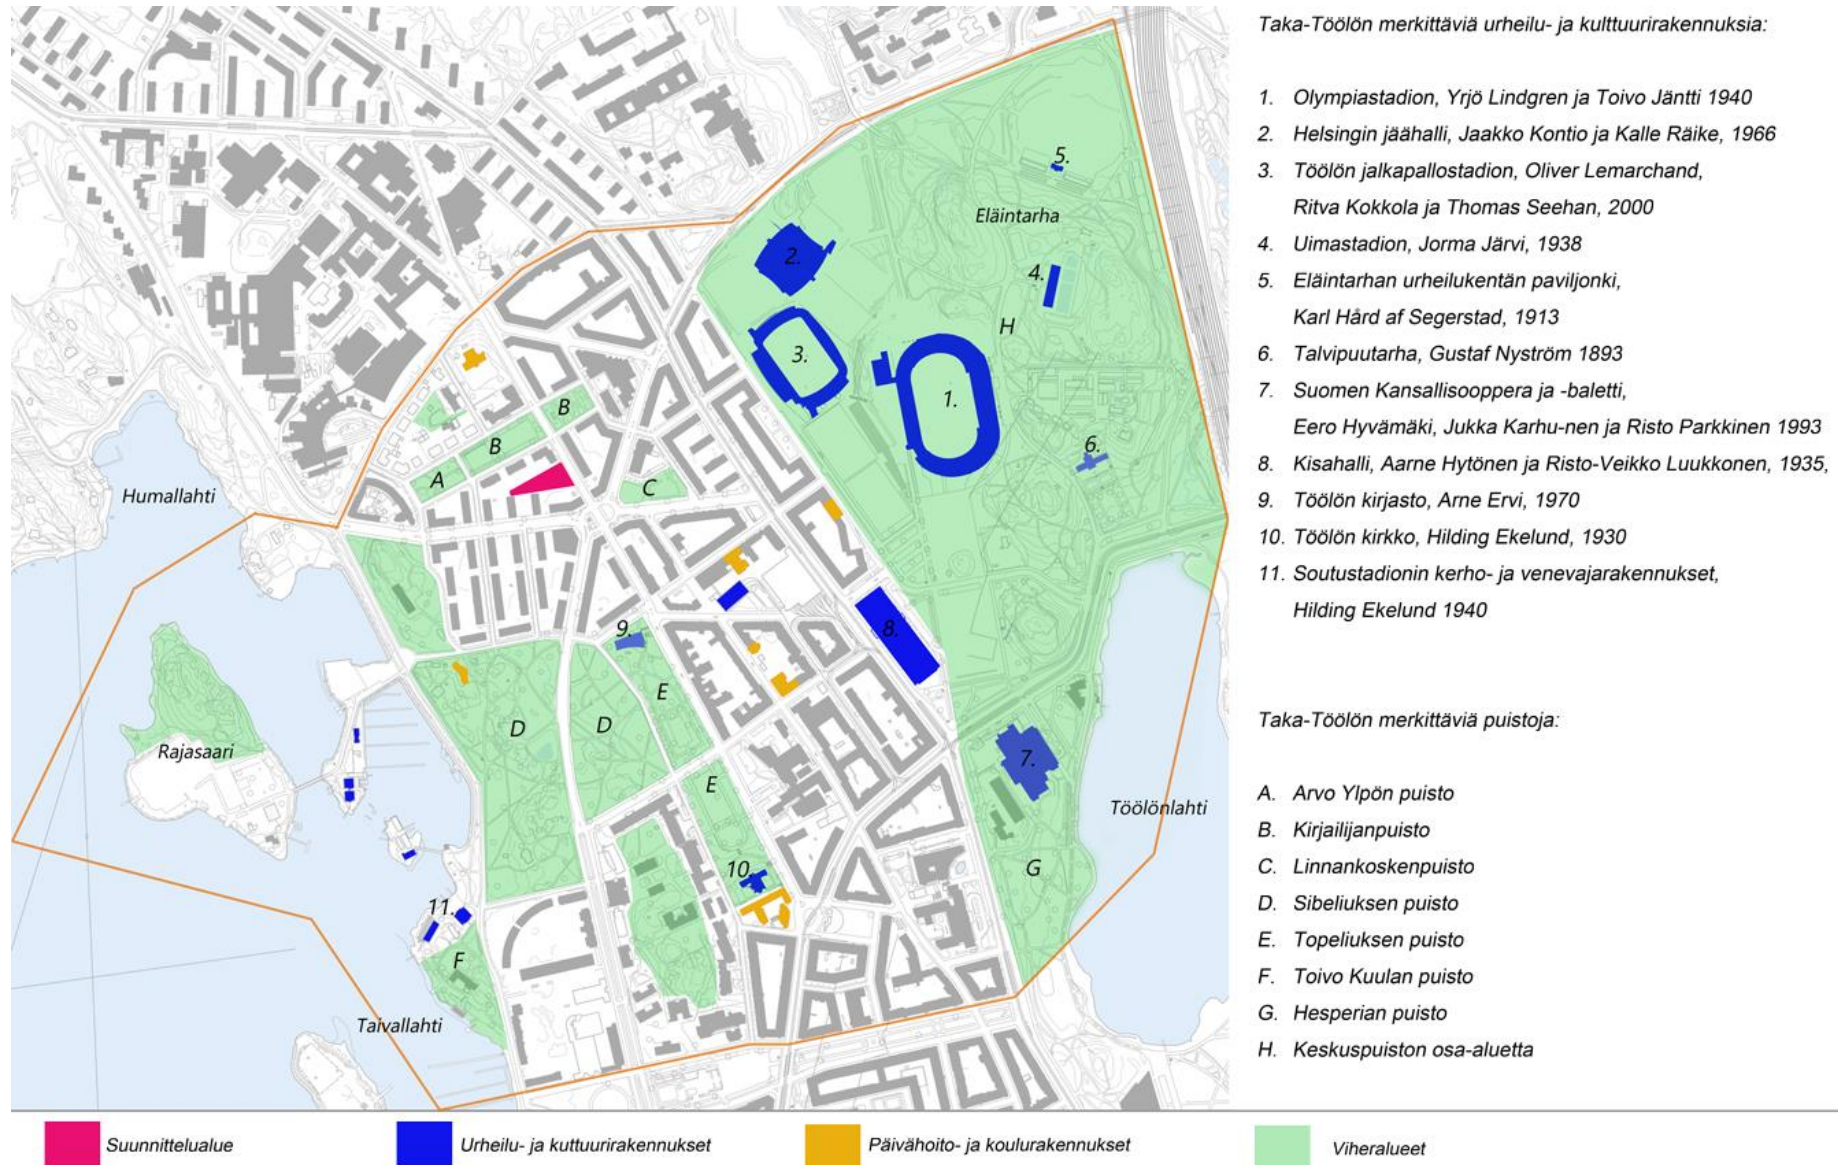 Taka-Töölön merkittäviä urheilu- ja kulttuurirakennuksia:
1. Olympiastadion, Yrjö Lindgren ja Toivo Jäntti 1940
2. Helsingin jäähalli, Jaakko Kontio ja Kalle Räike, 1966
3. Töölön jalkapallostadion, Oliver Lemarchand,
Ritva Kokkola ja Thomas Seehan, 2000
4. Uimastadion, Jorma Järvi, 1938
5. Eläintarhan urheilukentän paviljonki,
Karl Hård af Segerstad, 1913
6. Talvipuutarha, Gustaf Nyström 1893
7. Suomen Kansallisooppera ja -baletti,
Eero Hyvämäki, Jukka Karhu-nen ja Risto Parkkinen 1993
8. Kisahalli, Aarne Hytönen ja Risto-Veikko Luukkonen, 1935,
9. Töölön kirjasto, Arne Ervi, 1970
10. Töölön kirkko, Hilding Ekelund, 1930
11. Soutustadionin kerho- ja venevajarakennukset,
Hilding Ekelund 1940
Taka-Töölön merkittäviä puistoja:
A. Arvo Ylpön puisto
B. Kirjailijanpuisto
C. Linnankoskenpuisto
D. Sibeliuksen puisto
E. Topeliuksen puisto
F. Toivo Kuulan puisto
G. Hesperian puisto
H. Keskuspuiston osa-aluetta
5.
Eläintarha
2.
4.
H
3.
1.
B
B
A
C
6.
Humallahti
9.
8.
E
D
D
Rajasaari
7.
E
Töölönlahti
10.
G
11.
F
Taivallahti
Suunnittelualue
Urheilu- ja kuttuurirakennukset
Päivähoito- ja koulurakennukset
Viheralueet